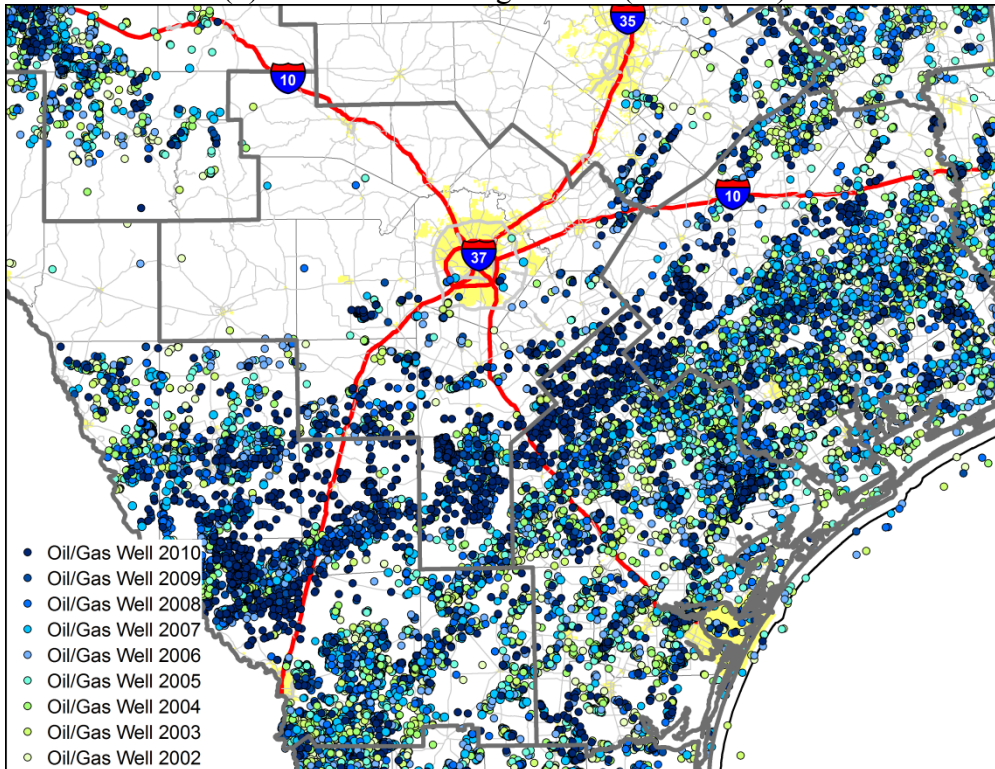 35
10
10
37
Oil/Gas Well 2010
Oil/Gas Well 2009
Oil/Gas Well 2008
Oil/Gas Well 2007
Oil/Gas Well 2006
Oil/Gas Well 2005
Oil/Gas Well 2004
Oil/Gas Well 2003
Oil/Gas Well 2002